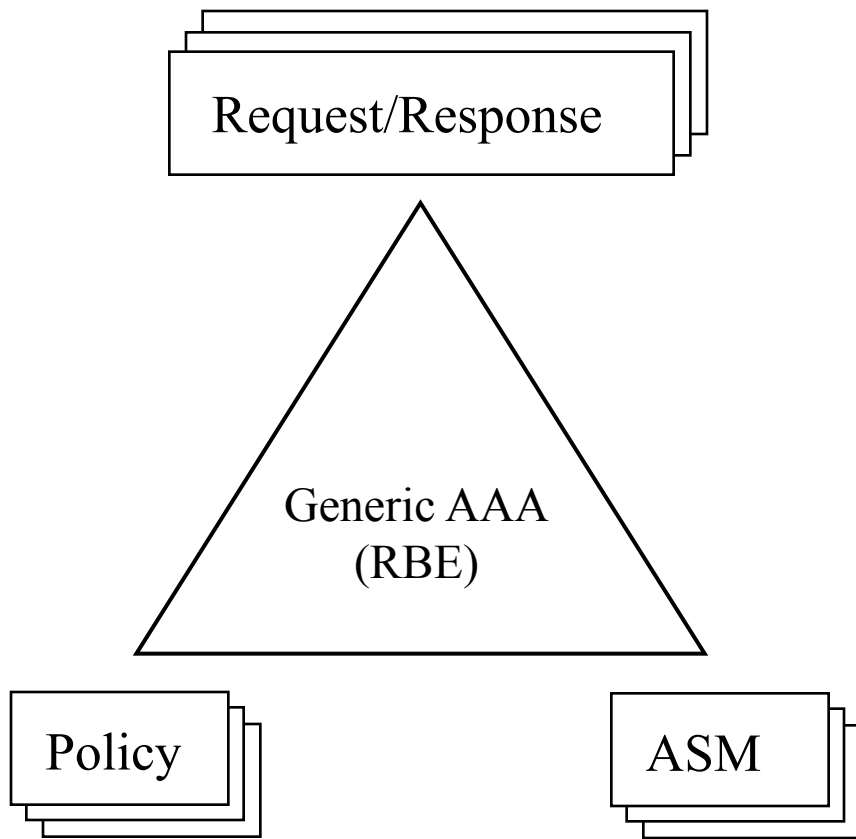 Request/Response
Generic AAA
(RBE)
Policy
ASM